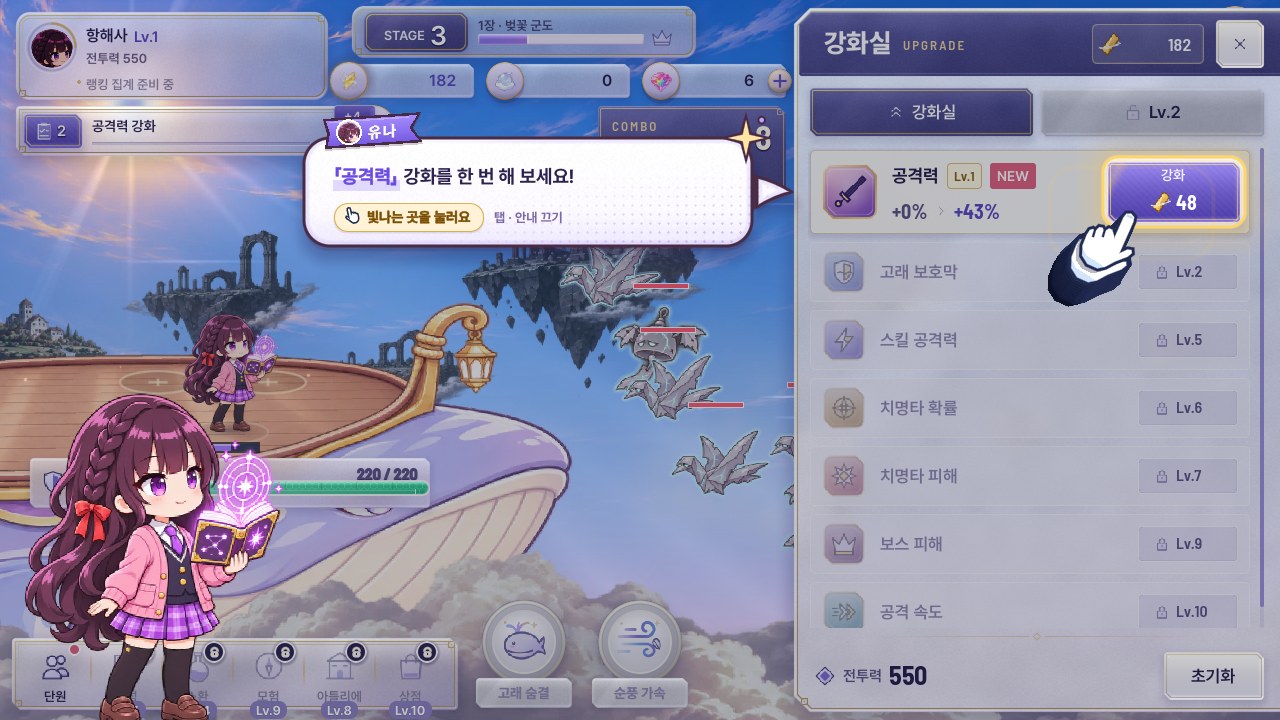 항해사 Lv.1
전투력 550
랭킹 집계 준비 중
STAGE 3
1장 · 벚꽃 군도
182
0
6
2
공격력 강화
COMBO
유나
「공격력」 강화를 한 번 해 보세요!
빛나는 곳을 눌러요
탭 · 안내 끄기
220 / 220
단원
모험
Lv.9
아틀리에
Lv.8
상점
Lv.10
고래 숨결
순풍 가속
강화실 UPGRADE
182
강화실
Lv.2
공격력 Lv.1 NEW
+0% +43%
강화
48
고래 보호막 Lv.2
스킬 공격력 Lv.5
치명타 확률 Lv.6
치명타 피해 Lv.7
보스 피해 Lv.9
공격 속도 Lv.10
전투력 550
초기화